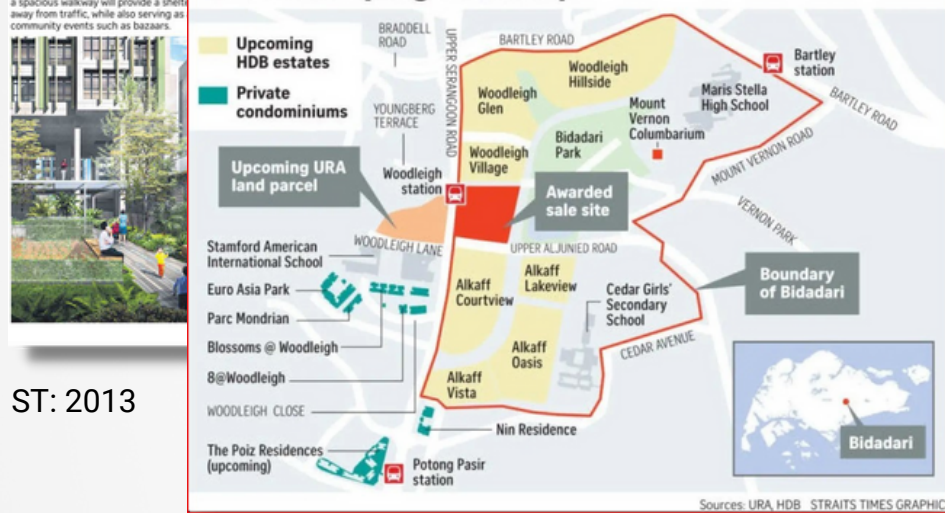 a spacious walkway will provide a shelte
away from traffic, while also serving as
community events such as bazaars.
ST: 2013
Upcoming
HDB estates
Private
condominiums
BRADDELL
ROAD
UPPER SERANGOON ROAD
BARTLEY ROAD
Bartley
station
BARTLEY ROAD
Woodleigh
Hillside
Woodleigh
Glen
Maris Stella
High School
Mount
Vernon
Columbarium
YOUNGBERG
TERRACE
Bidadari
Park
Woodleigh
Village
MOUNT VERNON ROAD
Upcoming URA
land parcel
Woodleigh
station
Awarded
sale site
VERNON PARK
WOODLEIGH LANE
UPPER ALJUNIED ROAD
Stamford American
International School
Euro Asia Park
Parc Mondrian
Blossoms @ Woodleigh
8@Woodleigh
WOODLEIGH CLOSE
Alkaff
Courtview
Alkaff
Lakeview
Cedar Girls'
Secondary
School
Boundary
of Bidadari
Alkaff
Oasis
CEDAR AVENUE
Alkaff
Vista
Nin Residence
The Poiz Residences
(upcoming)
Potong Pasir
station
Bidadari
Sources: URA, HDB STRAITS TIMES GRAPHIC